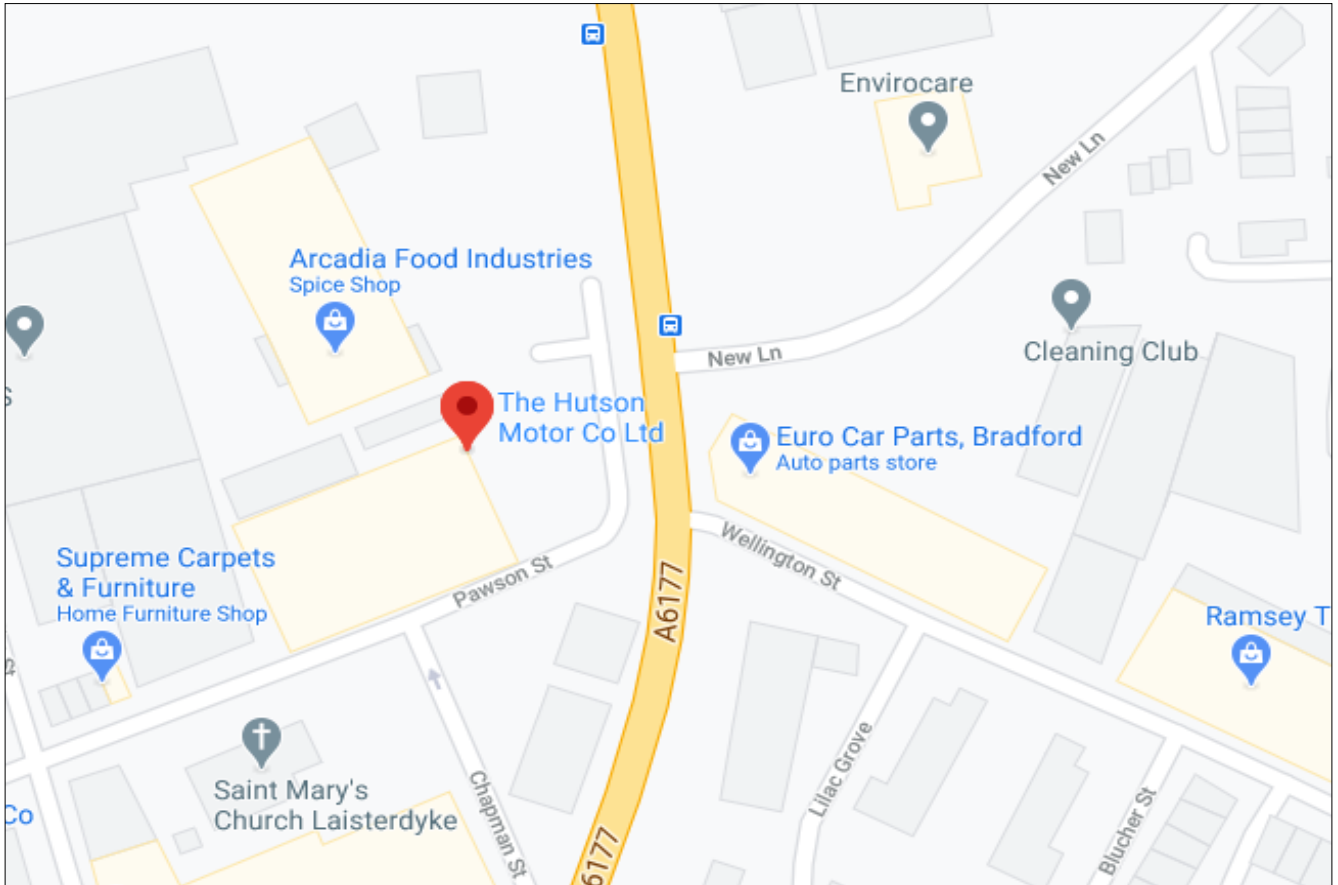 Envirocare
New Ln
Arcadia Food Industries
Spice Shop
New Ln
Cleaning Club
The Hutson
Motor Co Ltd
Euro Car Parts, Bradford
Auto parts store
Wellington St
Supreme Carpets
& Furniture
Home Furniture Shop
Pawson St
A6177
Ramsey T
Saint Mary's
Church Laisterdyke
Chapman St
Lilac Grove
Blucher St
Co
6177